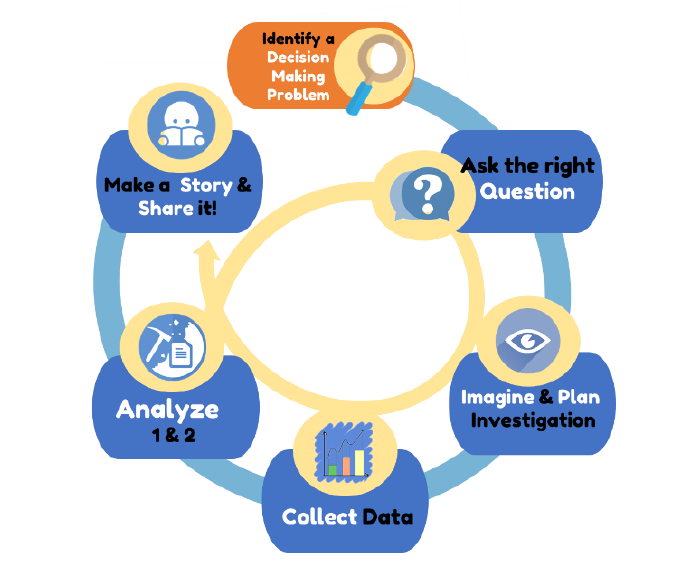 Identify a
Decision
Making
Problem
Ask the right
Question
?
Imagine & Plan
Investigation
Collect Data
Analyze
1 & 2
Make a Story &
Share it!